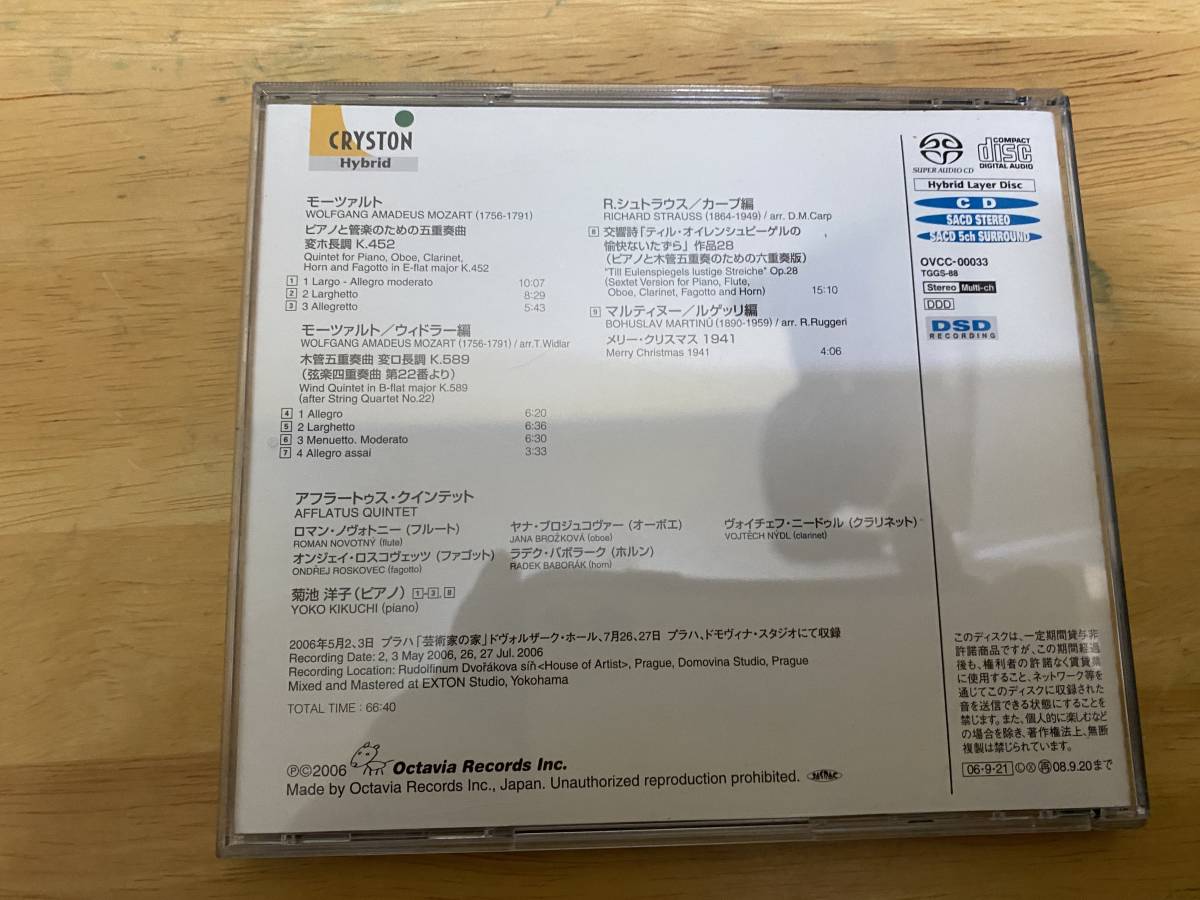 CRYSTON
Hybrid
モーツァルト
WOLFGANG AMADEUS MOZART (1756-1791)
ピアノと管楽のための五重奏曲
変ホ長調 K.452
Quintet for Piano, Oboe, Clarinet,
Horn and Fagotto in E-flat major K.452
1 1 Largo - Allegro moderato 10:07
2 2 Larghetto 8:29
3 3 Allegretto 5:43
モーツァルト／ウィドラー編
WOLFGANG AMADEUS MOZART (1756-1791) / arr.T.Widlar
木管五重奏曲 変ロ長調 K.589
(弦楽四重奏曲 第22番より)
Wind Quintet in B-flat major K.589
(after String Quartet No.22)
4 1 Allegro 6:20
5 2 Larghetto 6:36
6 3 Menuetto. Moderato 6:30
7 4 Allegro assai 3:33
R.シュトラウス／カープ編
RICHARD STRAUSS (1864-1949) / arr. D.M.Carp
8 交響詩「ティル・オイレンシュピーゲルの
愉快ないたずら」作品28
(ピアノと木管五重奏のための六重奏版)
"Till Eulenspiegels lustige Streiche" Op.28
(Sextet Version for Piano, Flute,
Oboe, Clarinet, Fagotto and Horn) 15:10
9 マルティヌー／ルゲッリ編
BOHUSLAV MARTINŮ (1890-1959) / arr. R.Ruggeri
メリー・クリスマス 1941
Merry Christmas 1941 4:06
アフラートゥス・クインテット
AFFLATUS QUINTET
ロマン・ノヴォトニー (フルート)
ROMAN NOVOTNÝ (flute)
ヤナ・ブロジュコヴァー (オーボエ)
JANA BROŽKOVÁ (oboe)
ヴォイチェフ・ニードゥル (クラリネット)
VOJTĚCH NÝDL (clarinet)
オンジェイ・ロスコヴェッツ (ファゴット)
ONDŘEJ ROSKOVEC (fagotto)
ラデク・バボラーク (ホルン)
RADEK BABORÁK (horn)
菊池 洋子 (ピアノ) 1-3, 8
YOKO KIKUCHI (piano)
2006年5月2、3日 プラハ「芸術家の家」ドヴォルザーク・ホール、7月26、27日 プラハ、ドモヴィナ・スタジオにて収録
Recording Date: 2, 3 May 2006, 26, 27 Jul. 2006
Recording Location: Rudolfinum Dvořákova síň<House of Artist>, Prague, Domovina Studio, Prague
Mixed and Mastered at EXTON Studio, Yokohama
TOTAL TIME : 66:40
ⓅⒸ2006 Octavia Records Inc.
Made by Octavia Records Inc., Japan. Unauthorized reproduction prohibited.
SUPER AUDIO CD
COMPACT
disc
DIGITAL AUDIO
Hybrid Layer Disc
CD
SACD STEREO
SACD 5ch SURROUND
OVCC-00033
TGGS-88
Stereo Multi-ch
DDD
DSD
RECORDING
このディスクは、一定期間貸与非
許諾商品ですが、この期間経過
後も、権利者の許諾なく賃貸業
に使用すること、ネットワーク等を
通じてこのディスクに収録された
音を送信できる状態にすることを
禁じます。また、個人的に楽しむなど
の場合を除き、著作権法上、無断
複製は禁じられています。
06・9・21 Ⓛ Ⓧ 再 08.9.20まで